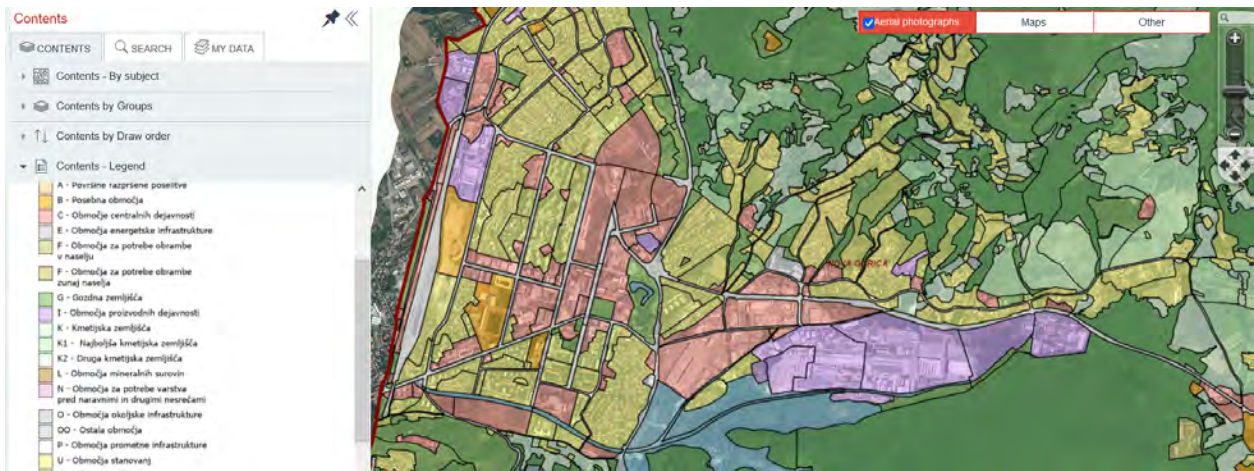 Contents
CONTENTS
SEARCH
MY DATA
Contents - By subject
Contents by Groups
Contents by Draw order
Contents - Legend
A - Površine razpršene poselitve
B - Posebna območja
C - Območje centralnih dejavnosti
E - Območja energetske infrastrukture
F - Območja za potrebe obrambe
v naselju
F - Območja za potrebe obrambe
zunaj naselja
G - Gozdna zemljišča
I - Območja proizvodnih dejavnosti
K - Kmetijska zemljišča
K1 - Najboljša kmetijska zemljišča
K2 - Druga kmetijska zemljišča
L - Območja mineralnih surovin
N - Območja za potrebe varstva
pred naravnimi in drugimi nesrečami
O - Območja okoljske infrastrukture
OO - Ostala območja
P - Območja prometne infrastrukture
U - Območja stanovanj
Aerial photographs
Maps
Other
NOVA GORICA